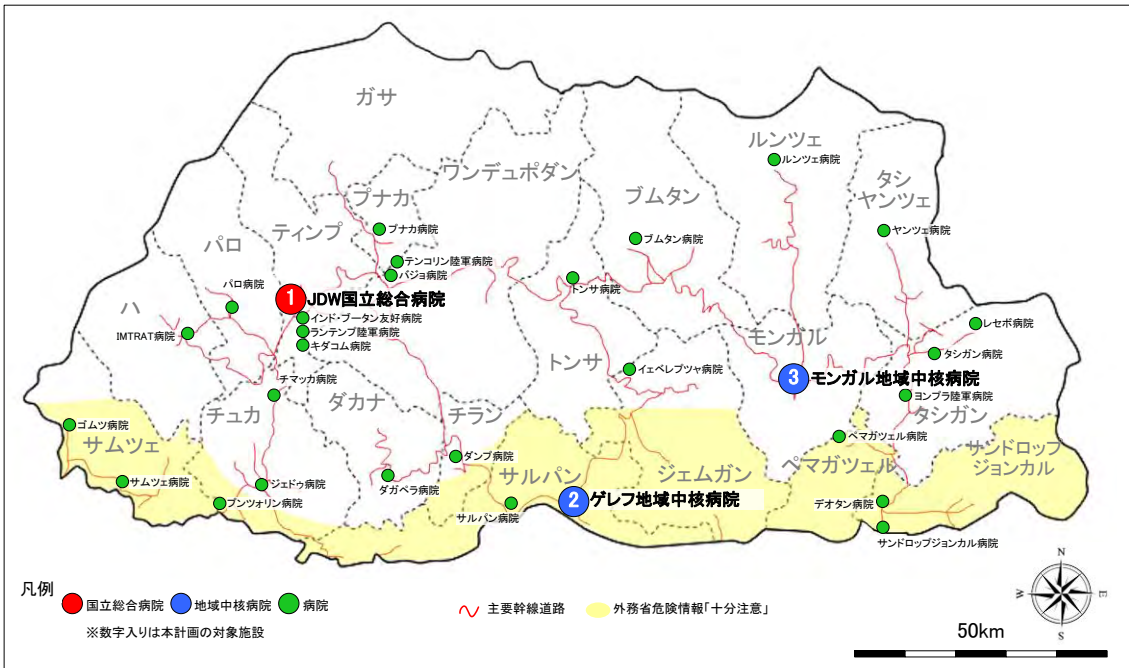 ガサ
ルンツェ
ルンツェ病院
ワンデュポダン
タシ
ヤンツェ
プナカ
ブムタン
プナカ病院
ティンプ
ヤンツェ病院
ブムタン病院
パロ
テンコリン陸軍病院
バジョ病院
トンサ病院
パロ病院
ハ
1
JDW国立総合病院
インド・ブータン友好病院
ランテンプ陸軍病院
キダコム病院
IMTRAT病院
モンガル
レセボ病院
タシガン病院
トンサ
イェベレプツャ病院
3
モンガル地域中核病院
チマッカ病院
ダカナ
ヨンプラ陸軍病院
チュカ
チラン
タシガン
ゴムツ病院
サムツェ
ペマガツェル病院
サンドロップ
ジョンカル
ダンプ病院
サルパン
ジェムガン
ペマガツェル
サムツェ病院
ジェドゥ病院
ダガペラ病院
プンツォリン病院
サルパン病院
2
ゲレフ地域中核病院
デオタン病院
サンドロップジョンカル病院
凡例
国立総合病院
地域中核病院
病院
主要幹線道路
外務省危険情報「十分注意」
※数字入りは本計画の対象施設
N
W
E
S
50km